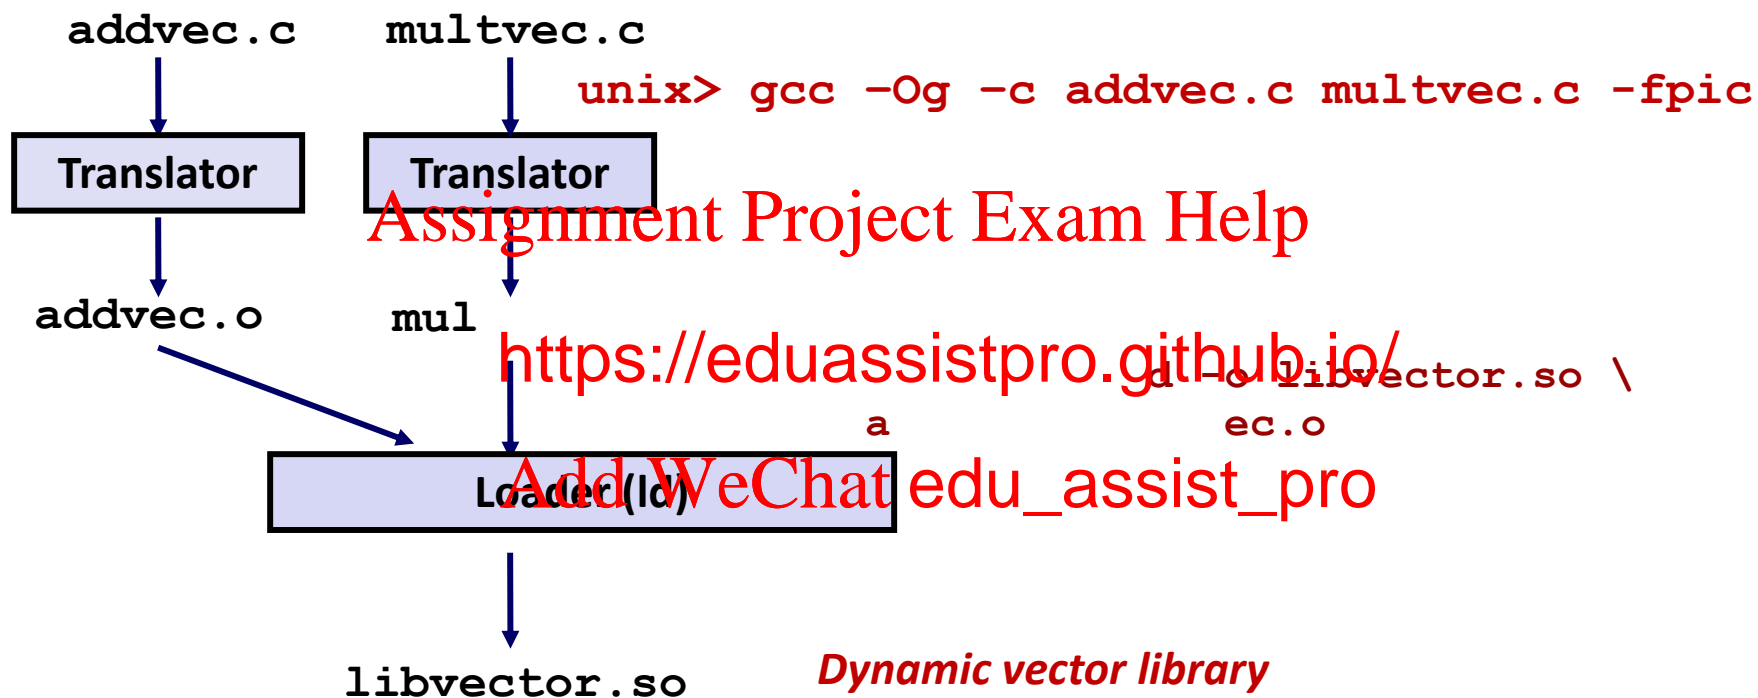 addvec.c multvec.c
unix> gcc –Og –c addvec.c multvec.c -fpic
Translator Translator
Assignment Project Exam Help
addvec.o mul
https://eduassistpro.github.io/
d -o libvector.so \
a ec.o
Loader (ld)
Add WeChat edu_assist_pro
libvector.so
Dynamic vector library